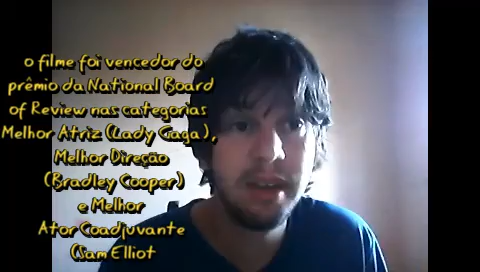 o filme foi vencedor do
prêmio da National Board
of Review nas categorias
Melhor Atriz (Lady Gaga),
Melhor Direção
(Bradley Cooper)
e Melhor
Ator Coadjuvante
(Sam Elliot